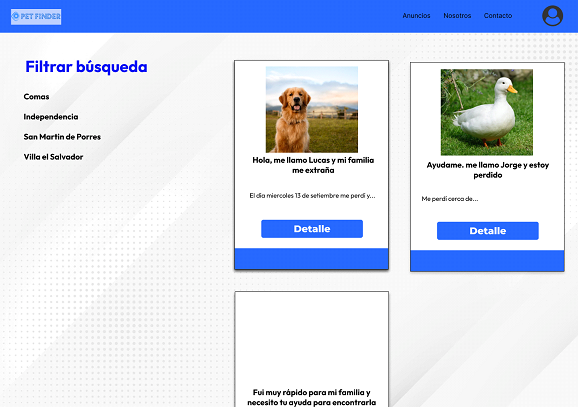 PET FINDER
Anuncios Nosotros Contacto
Filtrar búsqueda
Comas
Independencia
San Martin de Porres
Villa el Salvador
Hola, me llamo Lucas y mi familia
me extraña
El dia miercoles 13 de setiembre me perdi y...
Detalle
Ayudame. me llamo Jorge y estoy
perdido
Me perdi cerca de...
Detalle
Fui muy rápido para mi familia y
necesito tu ayuda para encontrarla